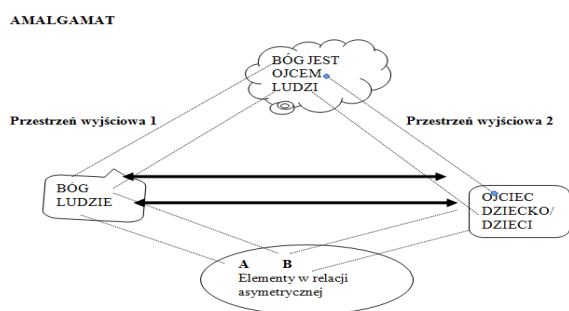 AMALGAMAT
BÓG JEST
OJCEM
LUDZI
Przestrzeń wyjściowa 1
Przestrzeń wyjściowa 2
BÓG
LUDZIE
OJCIEC
DZIECKO/
DZIECI
A B
Elementy w relacji
asymetrycznej